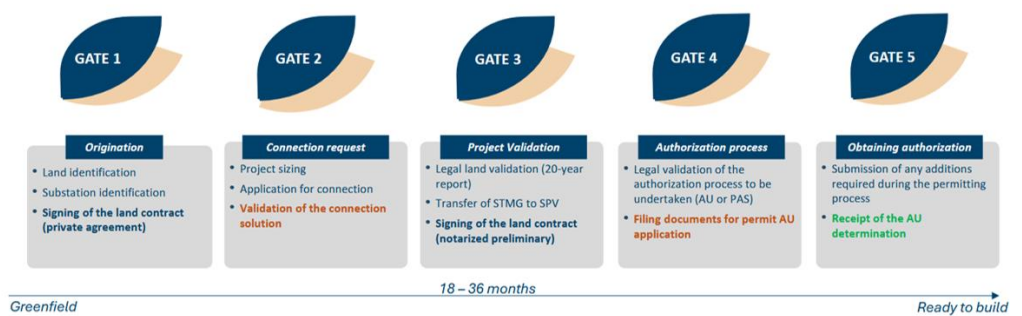 GATE 1
GATE 2
GATE 3
GATE 4
GATE 5
Origination
• Land identification
• Substation identification
• Signing of the land contract
(private agreement)
Connection request
• Project sizing
• Application for connection
• Validation of the connection
solution
Project Validation
• Legal land validation (20-year
report)
• Transfer of STMG to SPV
• Signing of the land contract
(notarized preliminary)
Authorization process
• Legal validation of the
authorization process to be
undertaken (AU or PAS)
• Filing documents for permit AU
application
Obtaining authorization
• Submission of any additions
required during the permitting
process
• Receipt of the AU
determination
18 – 36 months
Greenfield
Ready to build